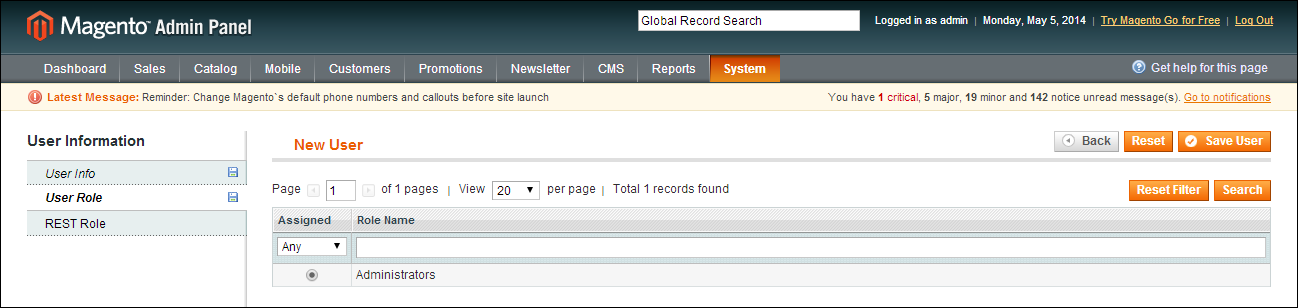 Magento™ Admin Panel
Global Record Search
Logged in as admin | Monday, May 5, 2014 | Try Magento Go for Free | Log Out
Dashboard Sales Catalog Mobile Customers Promotions Newsletter CMS Reports System
Get help for this page
Latest Message: Reminder: Change Magento`s default phone numbers and callouts before site launch
You have 1 critical, 5 major, 19 minor and 142 notice unread message(s). Go to notifications
User Information
User Info
User Role
REST Role
New User
Back Reset Save User
Page 1 of 1 pages | View 20 per page | Total 1 records found
Reset Filter Search
Assigned Role Name
Any
Administrators